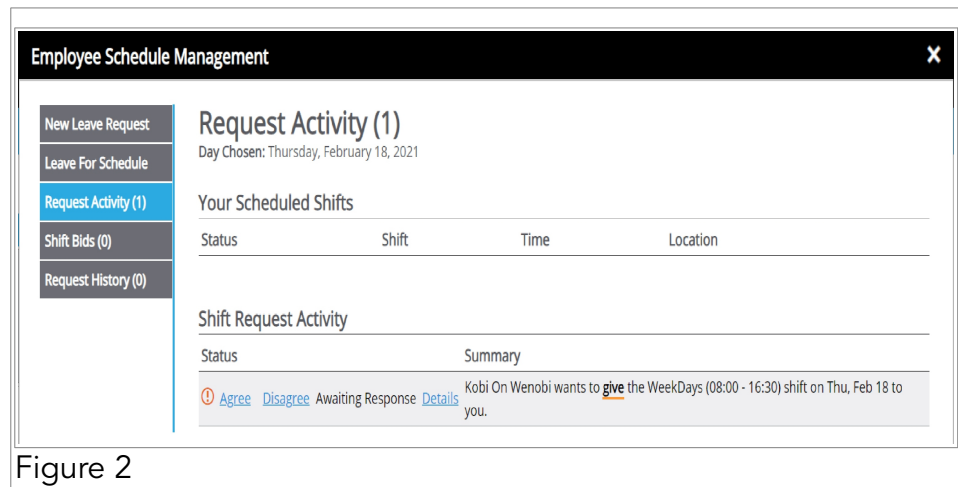 Employee Schedule Management x
New Leave Request
Leave For Schedule
Request Activity (1)
Shift Bids (0)
Request History (0)
Request Activity (1)
Day Chosen: Thursday, February 18, 2021
Your Scheduled Shifts
Status Shift Time Location
Shift Request Activity
Status Summary
Agree Disagree Awaiting Response Details Kobi On Wenobi wants to give the WeekDays (08:00 - 16:30) shift on Thu, Feb 18 to
you.
Figure 2